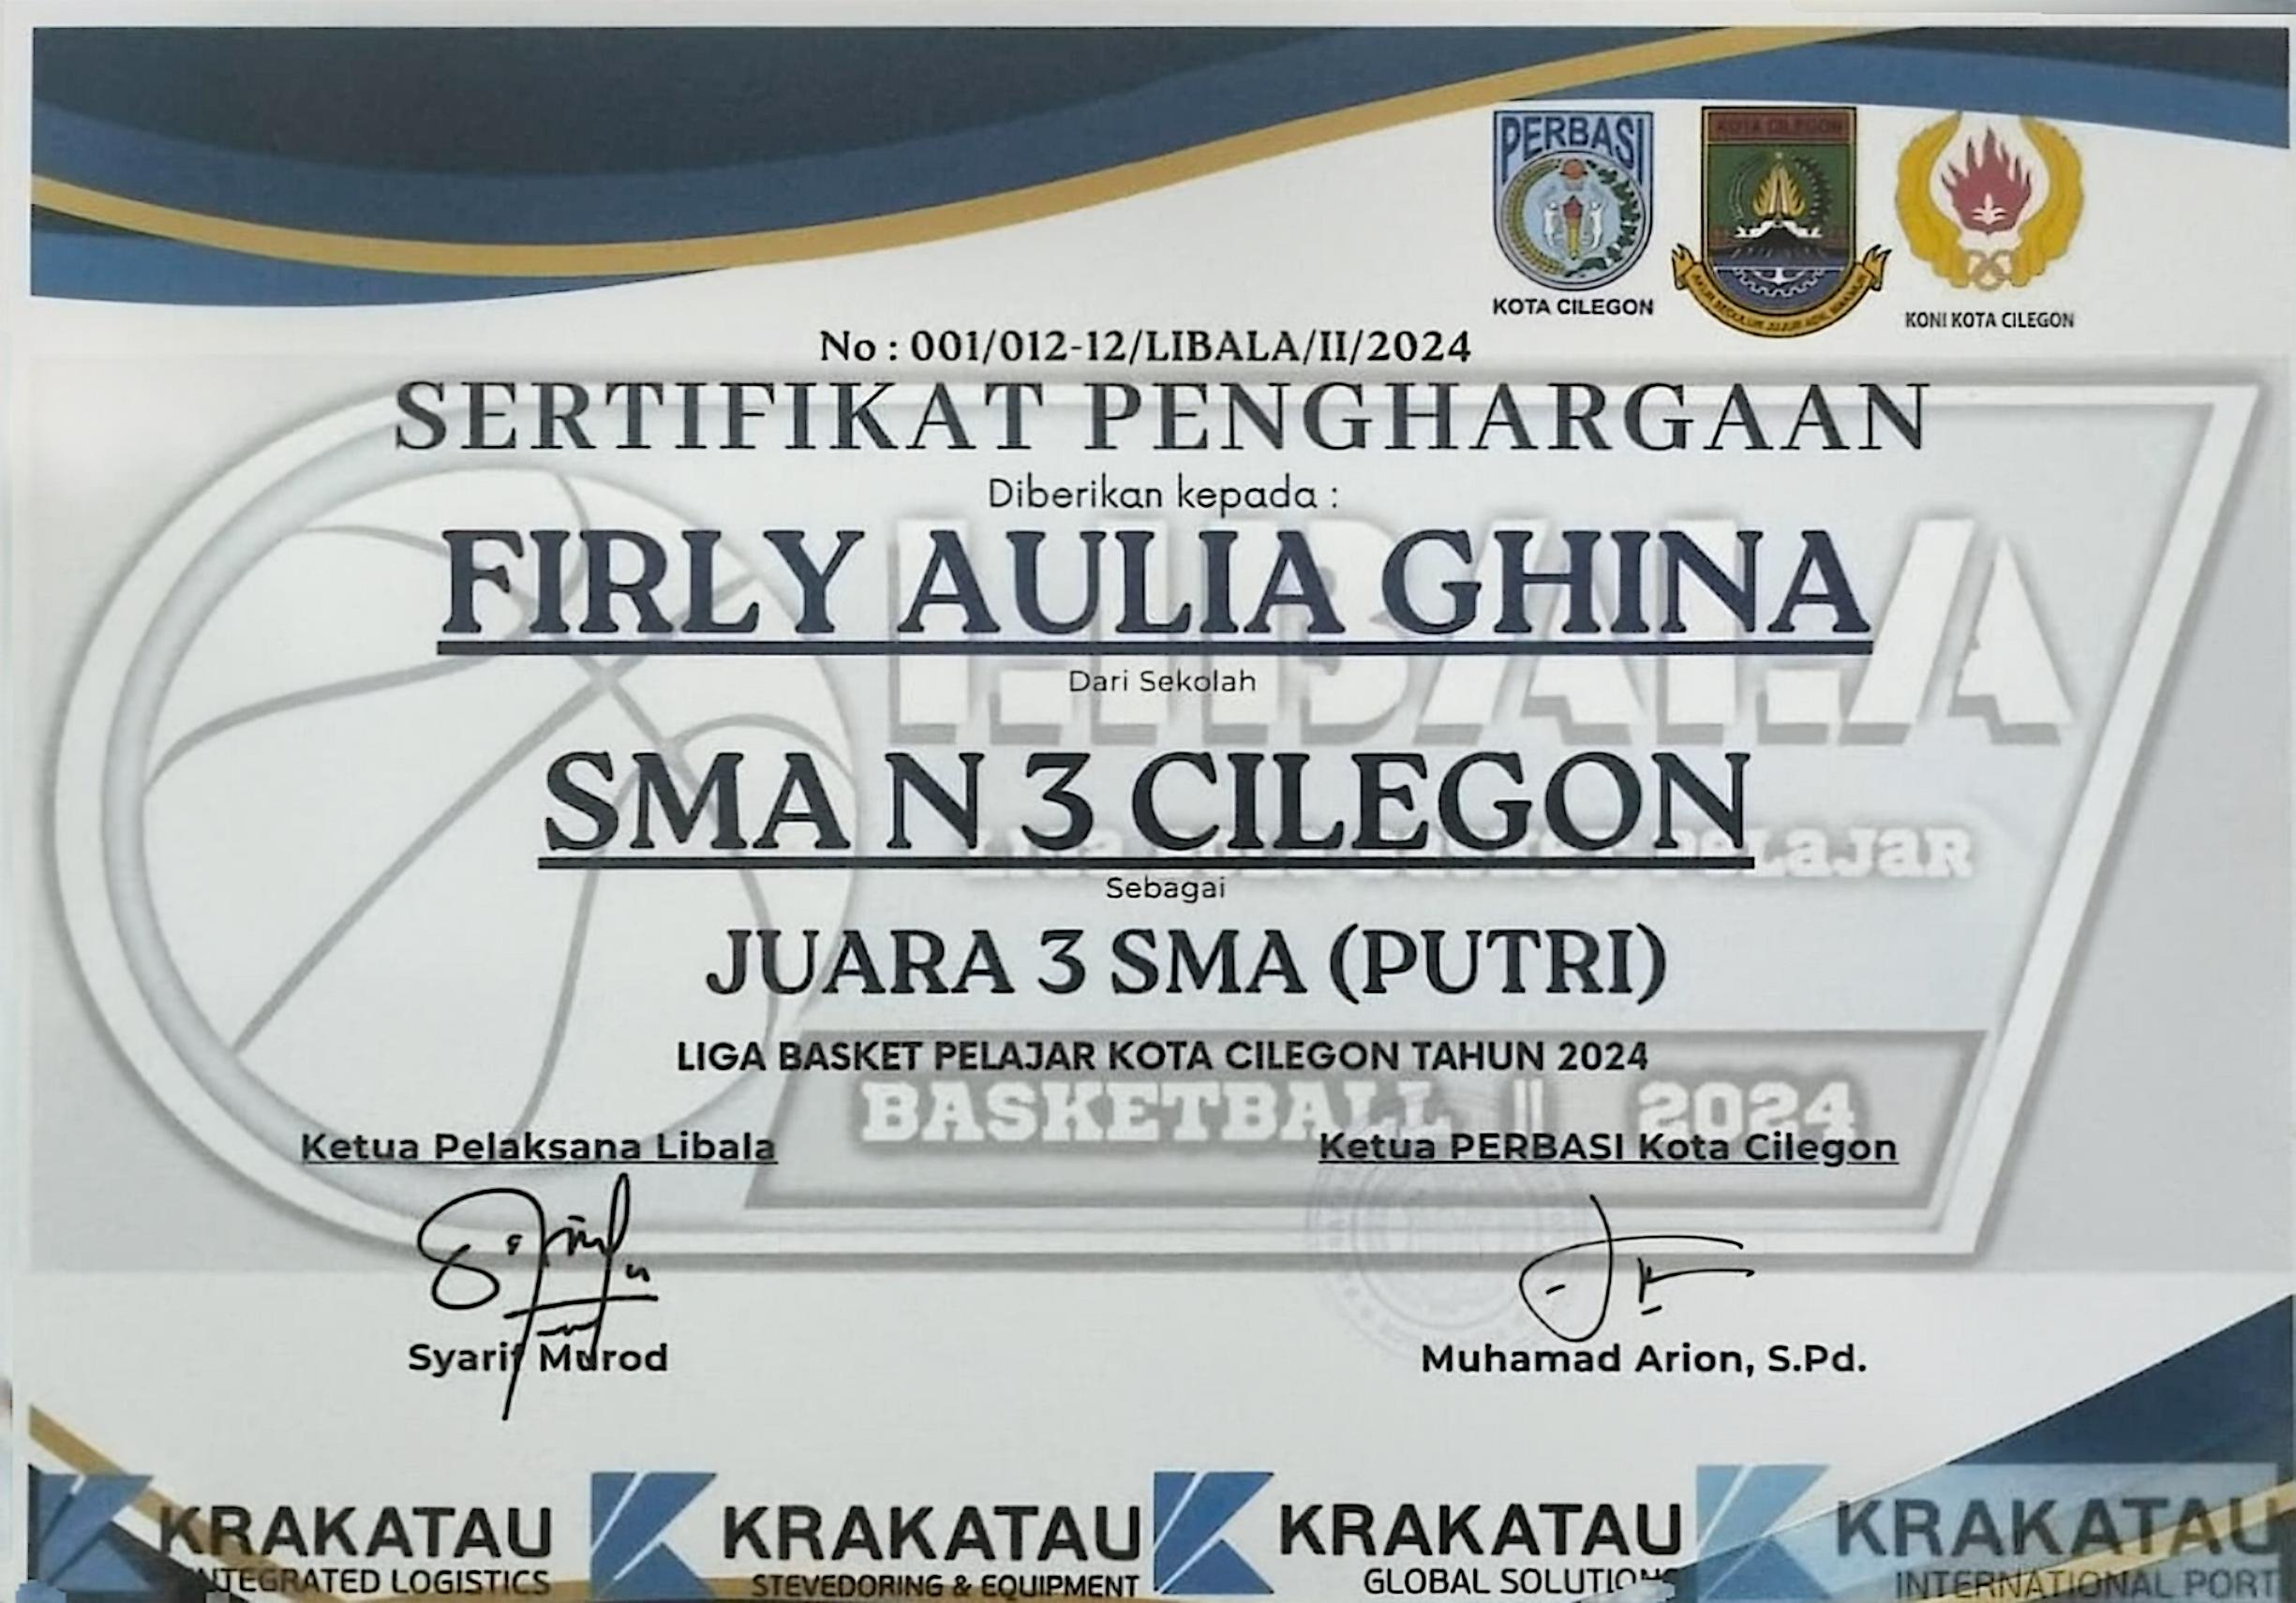 PERBASI
KOTA CILEGON
KOTA CILEGON
KONI KOTA CILEGON
No : 001/012-12/LIBALA/II/2024
SERTIFIKAT PENGHARGAAN
Diberikan kepada :
FIRLY AULIA GHINA
LIBALA
Dari Sekolah
SMA N 3 CILEGON
PELAJAR
Sebagai
JUARA 3 SMA (PUTRI)
LIGA BASKET PELAJAR KOTA CILEGON TAHUN 2024
BASKETBALL || 2024
Ketua Pelaksana Libala
Ketua PERBASI Kota Cilegon
Syarif Murod
Muhamad Arion, S.Pd.
KRAKATAU
INTEGRATED LOGISTICS
KRAKATAU
STEVEDORING & EQUIPMENT
KRAKATAU
GLOBAL SOLUTIONS
KRAKATAU
INTERNATIONAL PORT